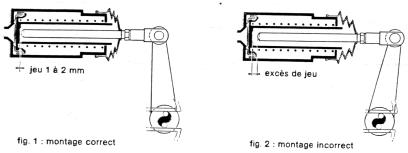 jeu 1 à 2 mm
excès de jeu
fig. 1 : montage correct
fig. 2 : montage incorrect